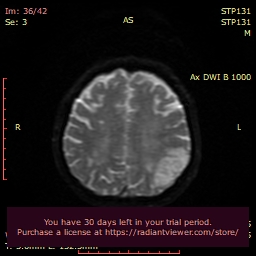 Im: 36/42
Se: 3
AS
STP131
STP131
M
Ax DWI B 1000
R
L
You have 30 days left in your trial period.
Purchase a license at https://radiantviewer.com/store/